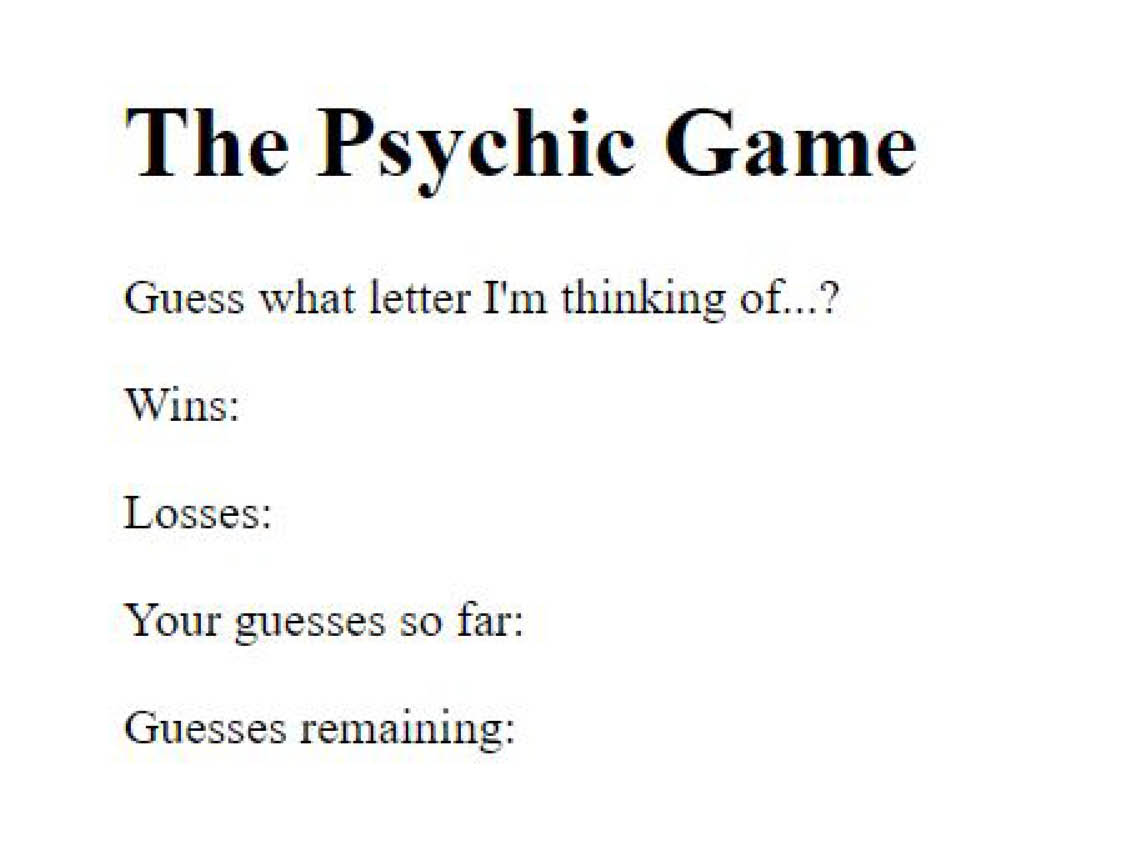 The Psychic Game
Guess what letter I'm thinking of...?
Wins:
Losses:
Your guesses so far:
Guesses remaining: